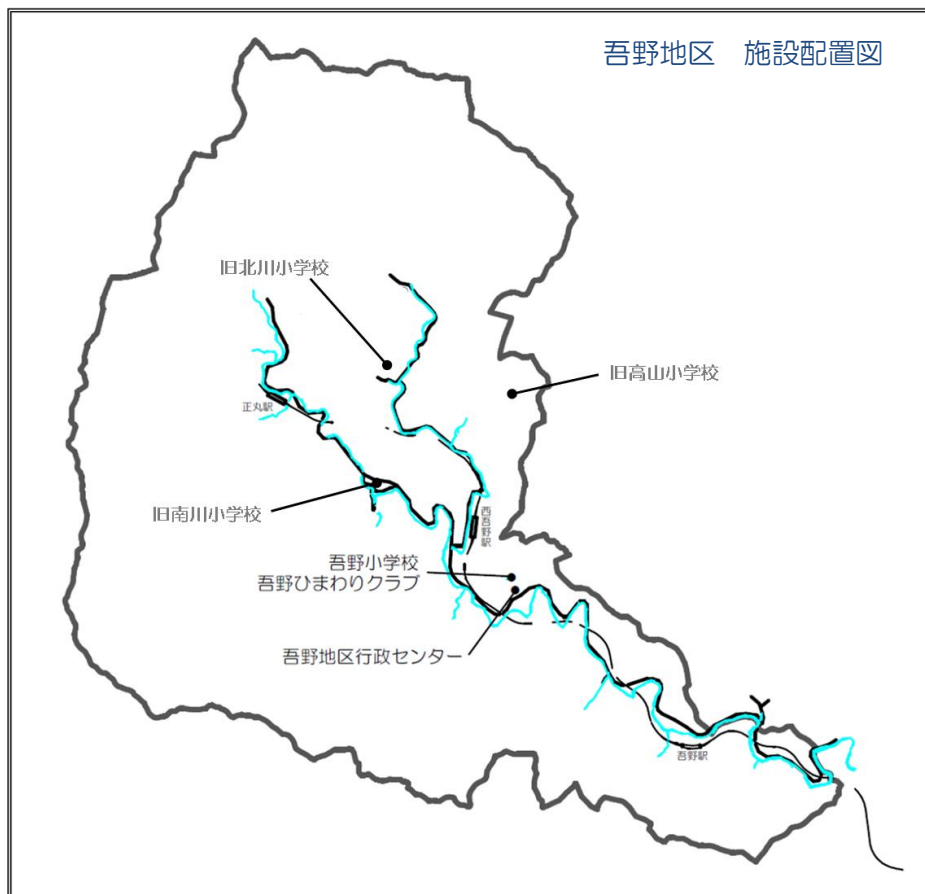 吾野地区　施設配置図
旧北川小学校
旧高山小学校
正丸駅
旧南川小学校
西吾野駅
吾野小学校
吾野ひまわりクラブ
吾野地区行政センター
吾野駅